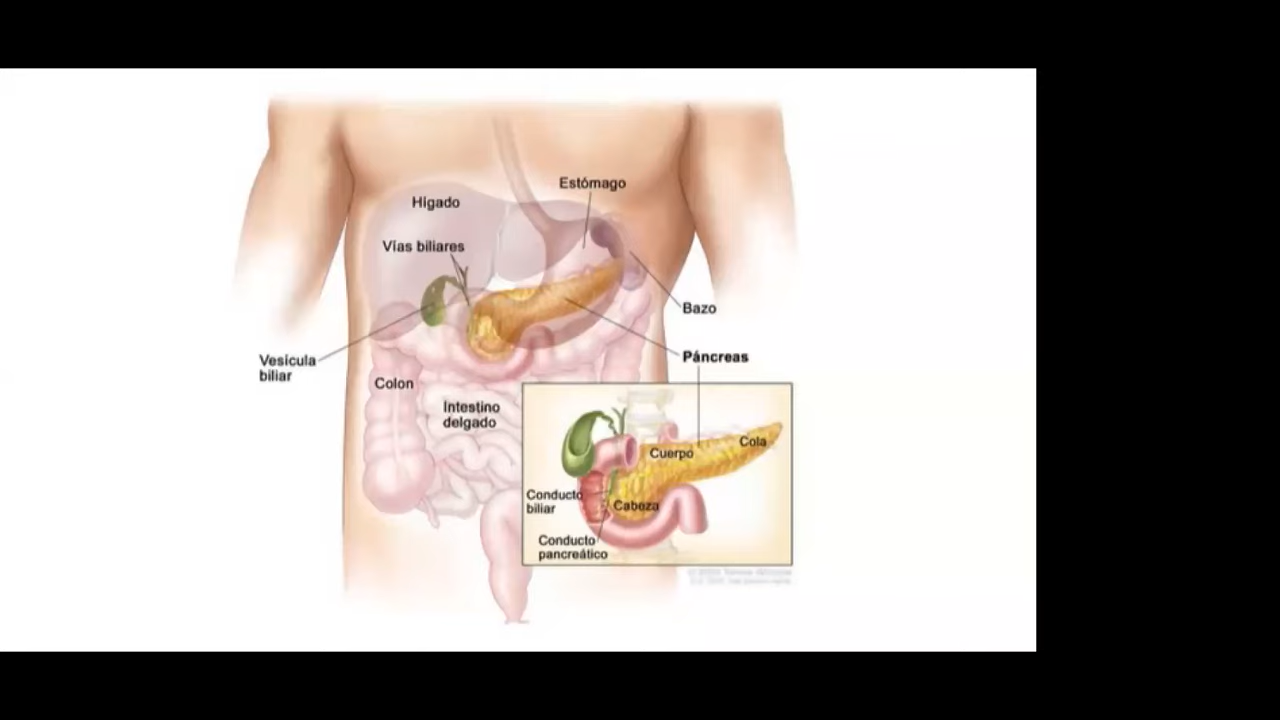 Estómago
Hígado
Vías biliares
Bazo
Páncreas
Vesícula
biliar
Colon
Intestino
delgado
Cola
Cuerpo
Conducto
biliar
Cabeza
Conducto
pancreático